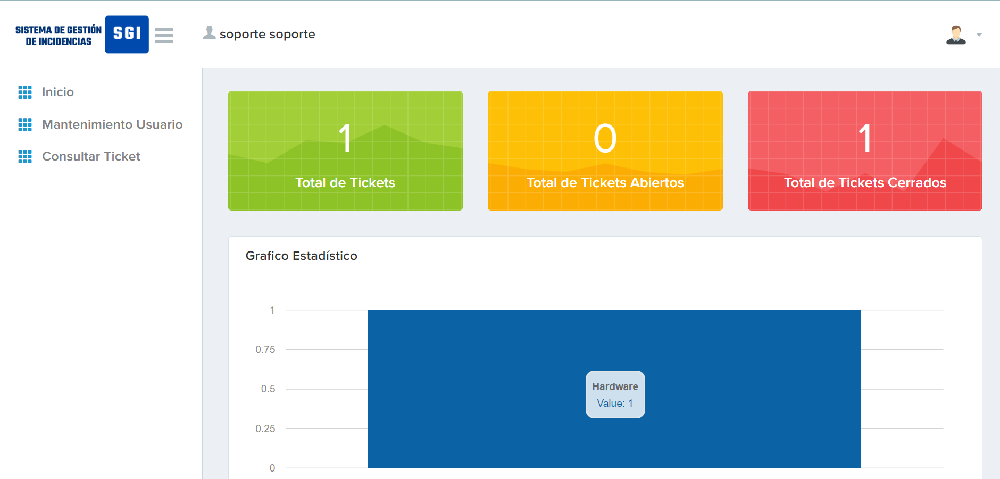 SISTEMA DE GESTIÓN
DE INCIDENCIAS
SGI
soporte soporte
Inicio
Mantenimiento Usuario
Consultar Ticket
1
Total de Tickets
0
Total de Tickets Abiertos
1
Total de Tickets Cerrados
Grafico Estadístico
1
0.75
0.5
0.25
0
Hardware
Value: 1